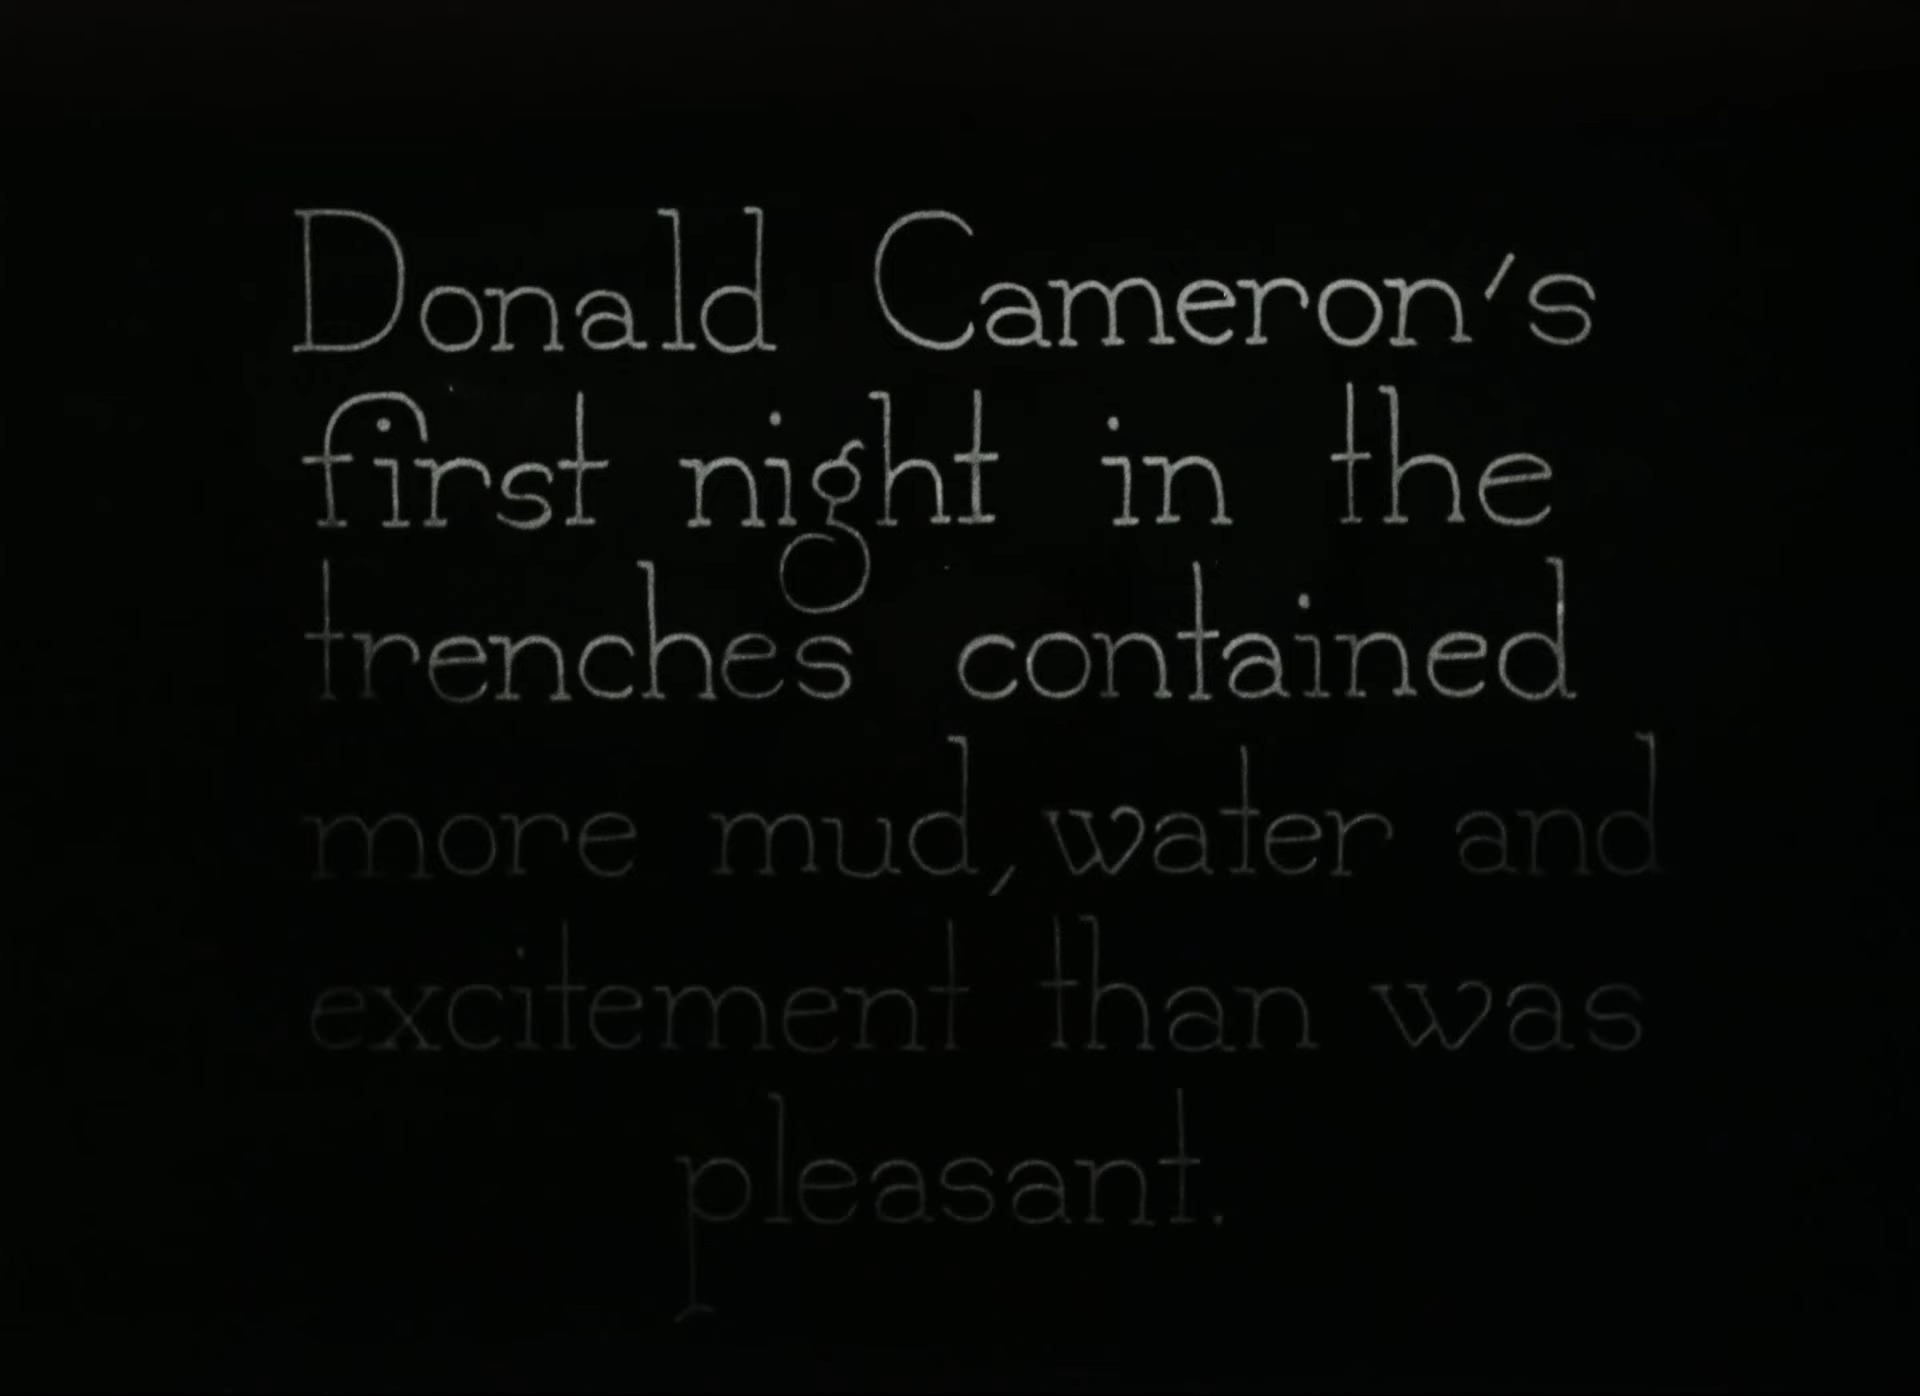 Donald Cameron's
first night in the
trenches contained
more mud, water and
excitement than was
pleasant.